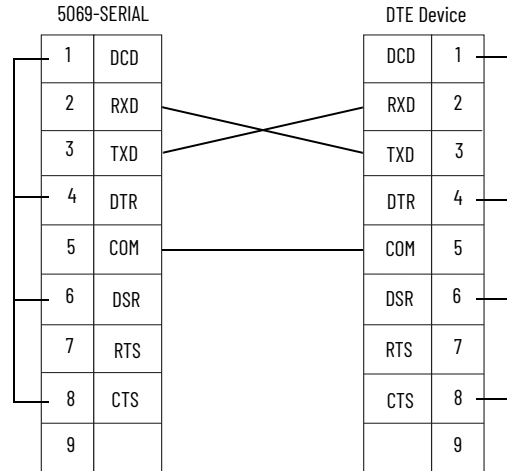 5069-SERIAL DTE Device
1 DCD DCD 1
2 RXD RXD 2
3 TXD TXD 3
4 DTR DTR 4
5 COM COM 5
6 DSR DSR 6
7 RTS RTS 7
8 CTS CTS 8
9 9